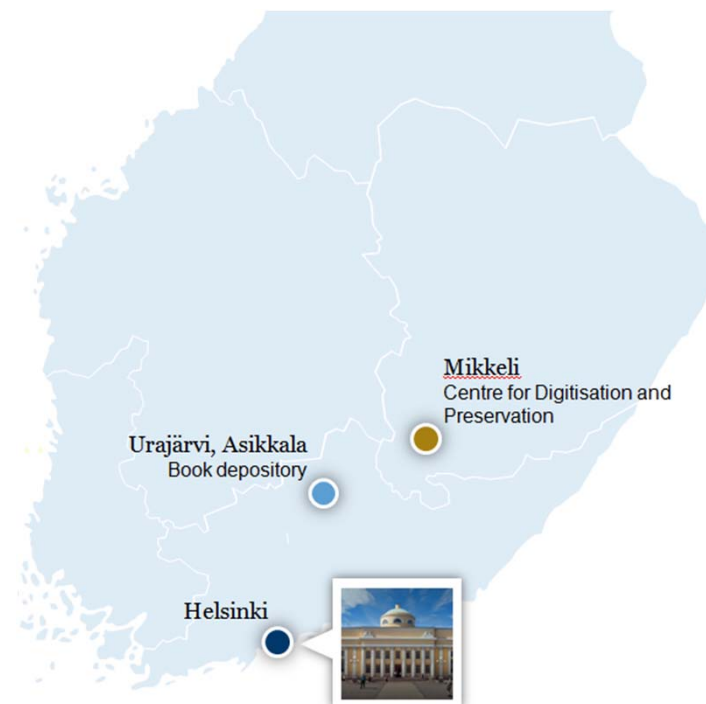 Mikkeli
Centre for Digitisation and
Preservation
Urajärvi, Asikkala
Book depository
Helsinki